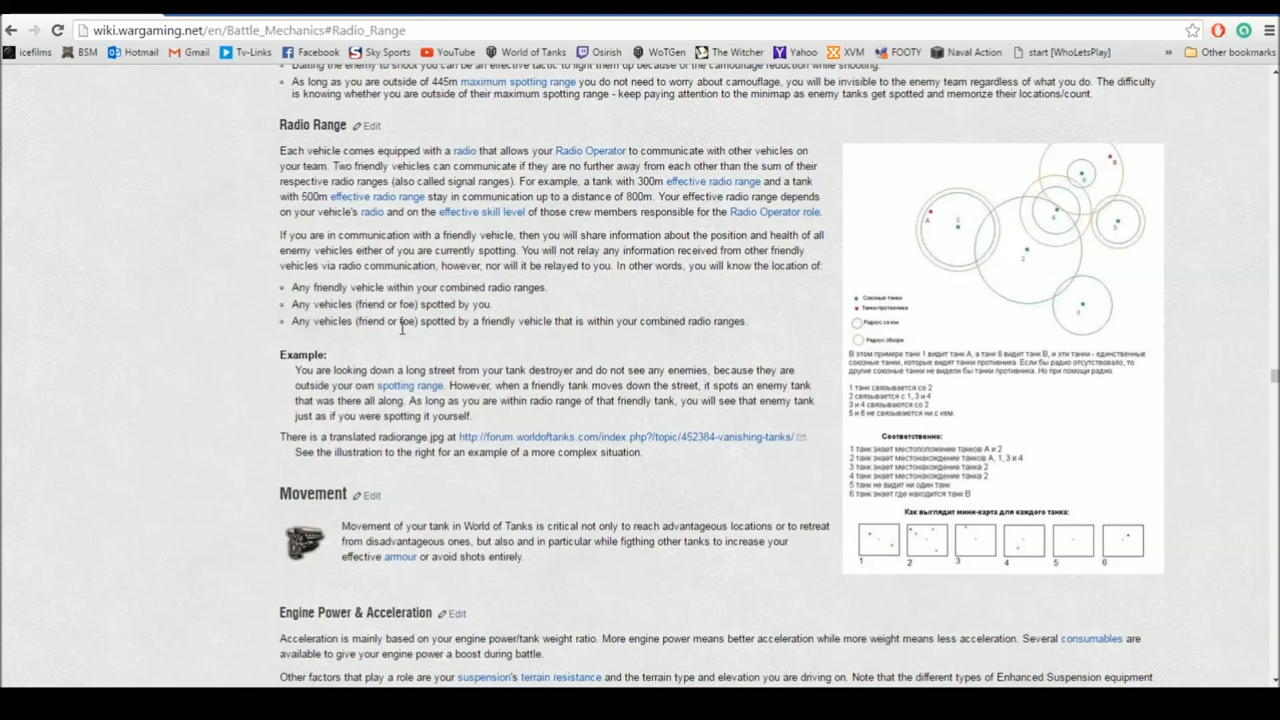 wiki.wargaming.net/en/Battle_Mechanics#Radio_Range
icefilms BSM Hotmail Gmail Tv-Links Facebook Sky Sports YouTube World of Tanks Osirish WoTGen The Witcher Yahoo XVM FOOTY Naval Action start [WhoLetsPlay] » Other bookmarks
Baiting the enemy to shoot you can be an effective tactic to light them up because of the camouflage reduction while shooting.
As long as you are outside of 445m maximum spotting range you do not need to worry about camouflage, you will be invisible to the enemy team regardless of what you do. The difficulty
is knowing whether you are outside of their maximum spotting range - keep paying attention to the minimap as enemy tanks get spotted and memorize their locations/count.
Radio Range Edit
Each vehicle comes equipped with a radio that allows your Radio Operator to communicate with other vehicles on
your team. Two friendly vehicles can communicate if they are no further away from each other than the sum of their
respective radio ranges (also called signal ranges). For example, a tank with 300m effective radio range and a tank
with 500m effective radio range stay in communication up to a distance of 800m. Your effective radio range depends
on your vehicle's radio and on the effective skill level of those crew members responsible for the Radio Operator role.
If you are in communication with a friendly vehicle, then you will share information about the position and health of all
enemy vehicles either of you are currently spotting. You will not relay any information received from other friendly
vehicles via radio communication, however, nor will it be relayed to you. In other words, you will know the location of:
Any friendly vehicle within your combined radio ranges.
Any vehicles (friend or foe) spotted by you.
Any vehicles (friend or foe) spotted by a friendly vehicle that is within your combined radio ranges.
Example:
You are looking down a long street from your tank destroyer and do not see any enemies, because they are
outside your own spotting range. However, when a friendly tank moves down the street, it spots an enemy tank
that was there all along. As long as you are within radio range of that friendly tank, you will see that enemy tank
just as if you were spotting it yourself.
There is a translated radiorange.jpg at http://forum.worldoftanks.com/index.php?/topic/452384-vanishing-tanks/
See the illustration to the right for an example of a more complex situation.
A 1 2 4 6 B 5
Союзные танки
Танки противника
Радиус связи
Радиус обзора
В этом примере танк 1 видит танк А, а танк 6 видит танк В, и эти танки - единственные
союзные танки, которые видят танки противника. Если бы радио отсутствовало, то
другие союзные танки не видели бы танки противника. Но при помощи радио:
1 танк связывается со 2
2 связывается с 1, 3 и 4
3 и 4 связываются со 2
5 и 6 не связываются ни с кем.
Соответственно:
1 танк знает местоположение танков А и 2
2 танк знает местонахождение танков А, 1, 3 и 4
3 танк знает местонахождение танка 2
4 танк знает местонахождение танка 2
5 танк не видит ни один танк
6 танк знает где находится танк В
Как выглядит мини-карта для каждого танка:
1 2 3 4 5 6
Movement Edit
Movement of your tank in World of Tanks is critical not only to reach advantageous locations or to retreat
from disadvantageous ones, but also and in particular while figthing other tanks to increase your
effective armour or avoid shots entirely.
Engine Power & Acceleration Edit
Acceleration is mainly based on your engine power/tank weight ratio. More engine power means better acceleration while more weight means less acceleration. Several consumables are
available to give your engine power a boost during battle.
Other factors that play a role are your suspension's terrain resistance and the terrain type and elevation you are driving on. Note that the different types of Enhanced Suspension equipment